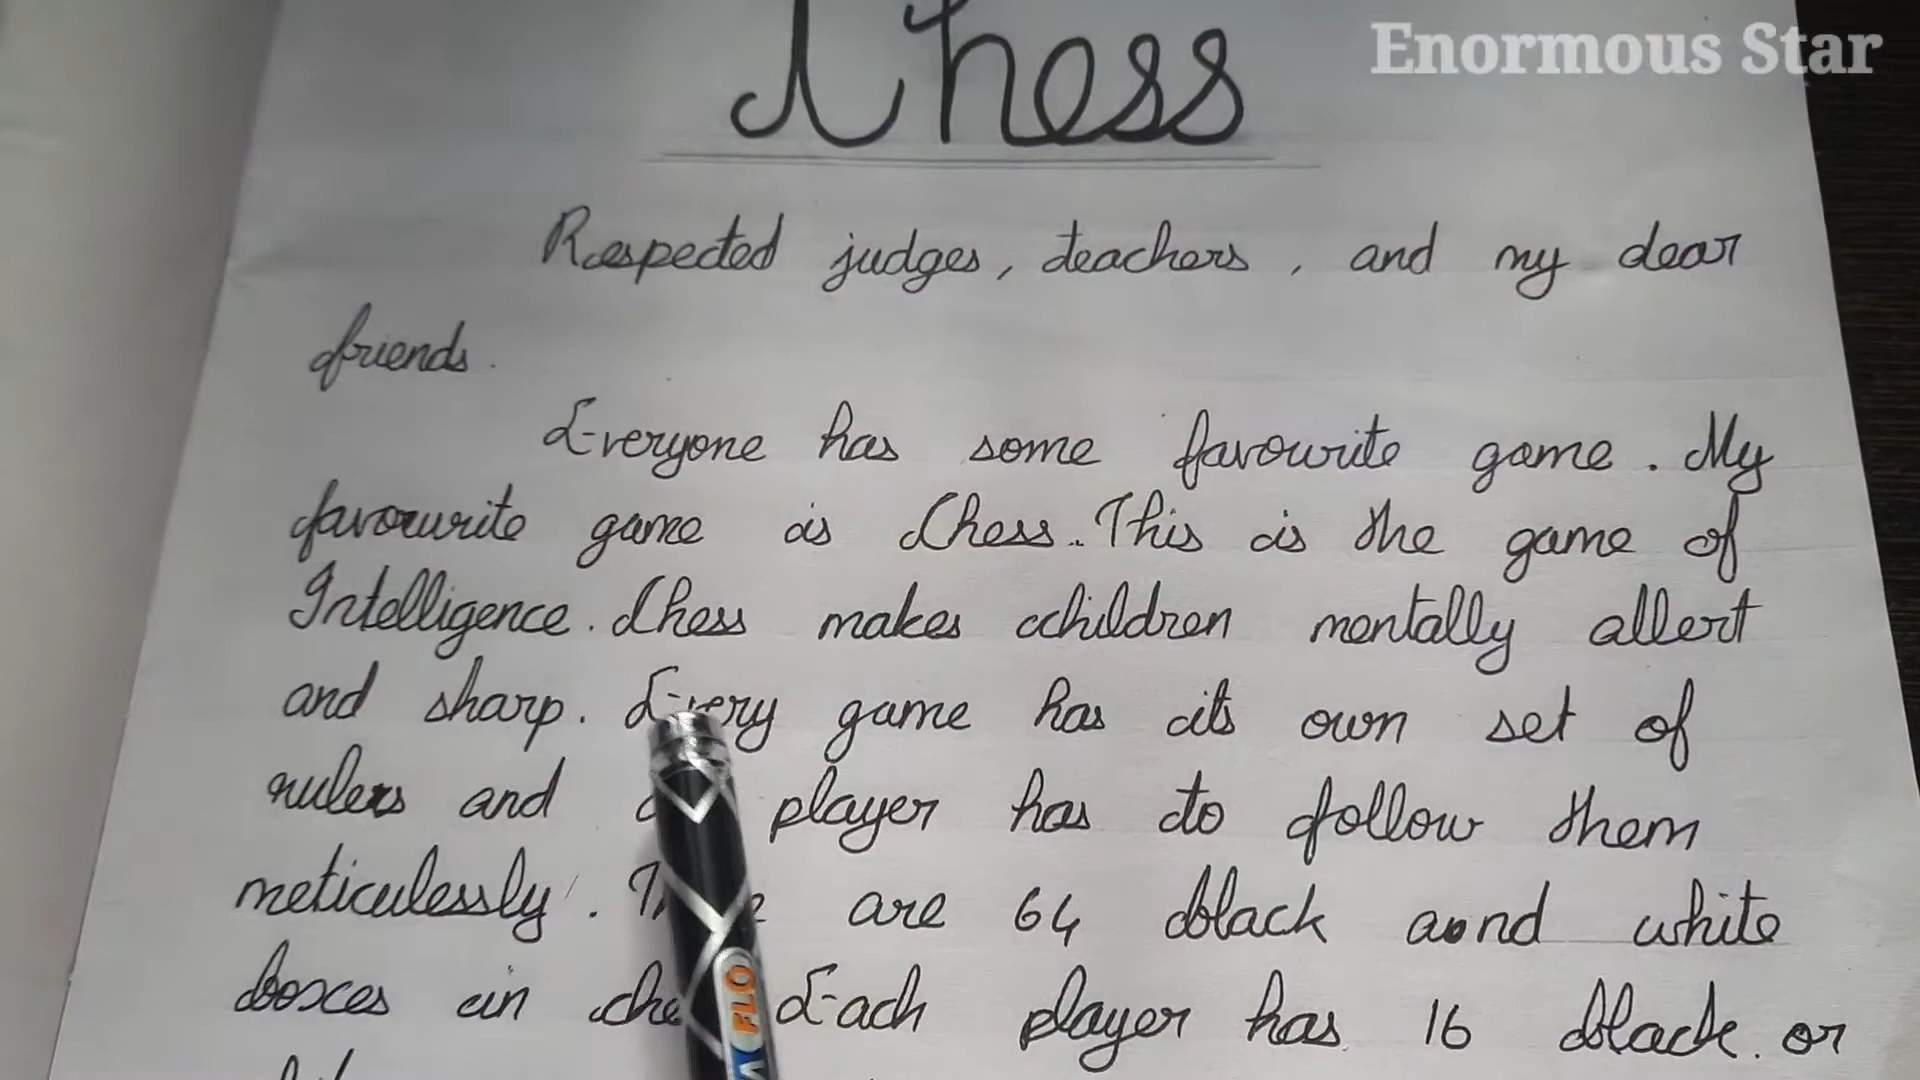 Enormous Star
Chess
Respected judges, teachers, and my dear
friends.
Everyone has some favourite game. My
favourite game is Chess. This is the game of
Intelligence. Chess makes children mentally allert
and sharp. Every game has its own set of
rules and player has to follow them
meticulessly. are 64 black and white
boxes in Each player has 16 black or
FLO